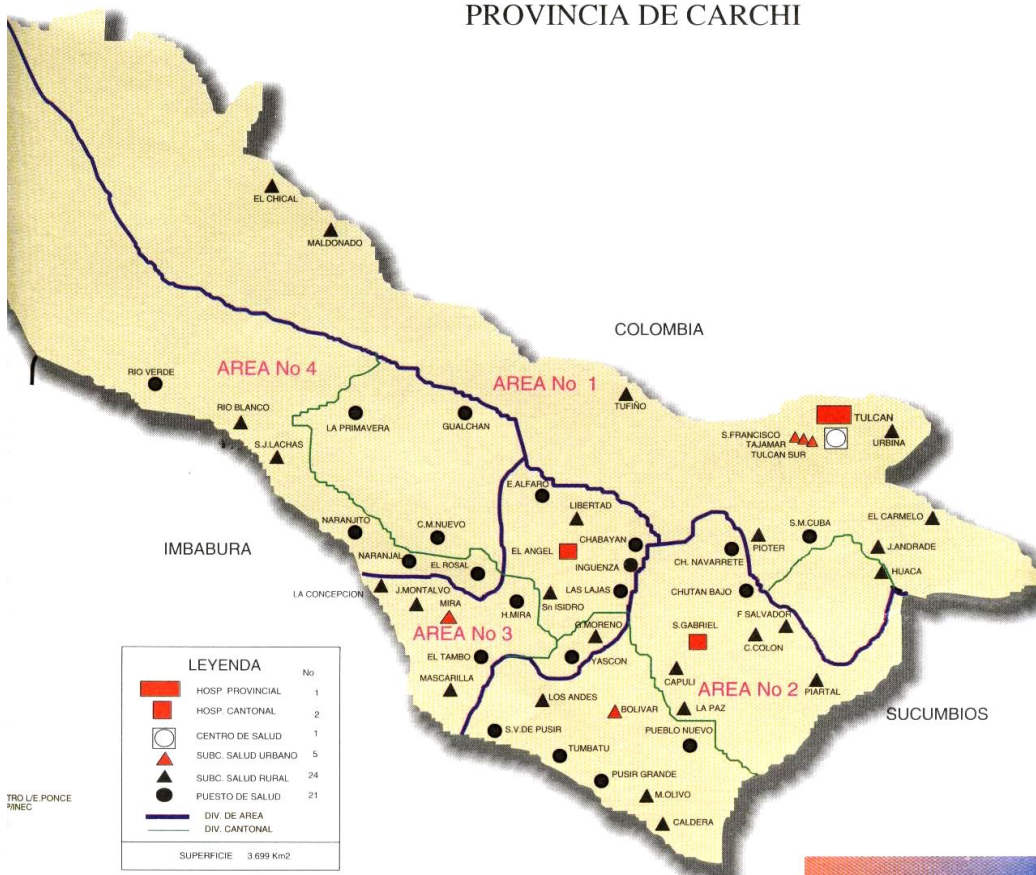 PROVINCIA DE CARCHI
EL CHICAL
MALDONADO
COLOMBIA
AREA No 4
AREA No 1
RIO VERDE
TUFIÑO
RIO BLANCO
LA PRIMAVERA
GUALCHAN
TULCAN
S.FRANCISCO
TAJAMAR
TULCAN SUR
URBINA
S.J.LACHAS
E.ALFARO
LIBERTAD
EL CARMELO
NARANJITO
C.M.NUEVO
CHABAYAN
PIOTER
S.M.CUBA
IMBABURA
EL ANGEL
J.ANDRADE
NARANJAL
EL ROSAL
INGUENZA
CH. NAVARRETE
HUACA
LA CONCEPCION
J.MONTALVO
MIRA
H.MIRA
LAS LAJAS
Sn ISIDRO
CHUTAN BAJO
F SALVADOR
AREA No 3
G.MORENO
S.GABRIEL
C.COLON
EL TAMBO
YASCON
MASCARILLA
CAPULI
AREA No 2
PIARTAL
LOS ANDES
BOLIVAR
LA PAZ
SUCUMBIOS
S.V.DE PUSIR
TUMBATU
PUEBLO NUEVO
PUSIR GRANDE
M.OLIVO
CALDERA
LEYENDA
No
HOSP PROVINCIAL 1
HOSP. CANTONAL 2
CENTRO DE SALUD 1
SUBC. SALUD URBANO 5
SUBC. SALUD RURAL 24
PUESTO DE SALUD 21
DIV. DE AREA
DIV. CANTONAL
SUPERFICIE 3.699 Km2
TRO L/E.PONCE
P/INEC